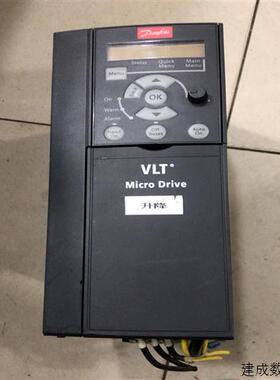 Danfoss
Status Quick Menu Main Menu
Menu
On
Warn
Alarm
OK
Hand On
Off Reset
Auto On
VLT®
Micro Drive
升降
建成数